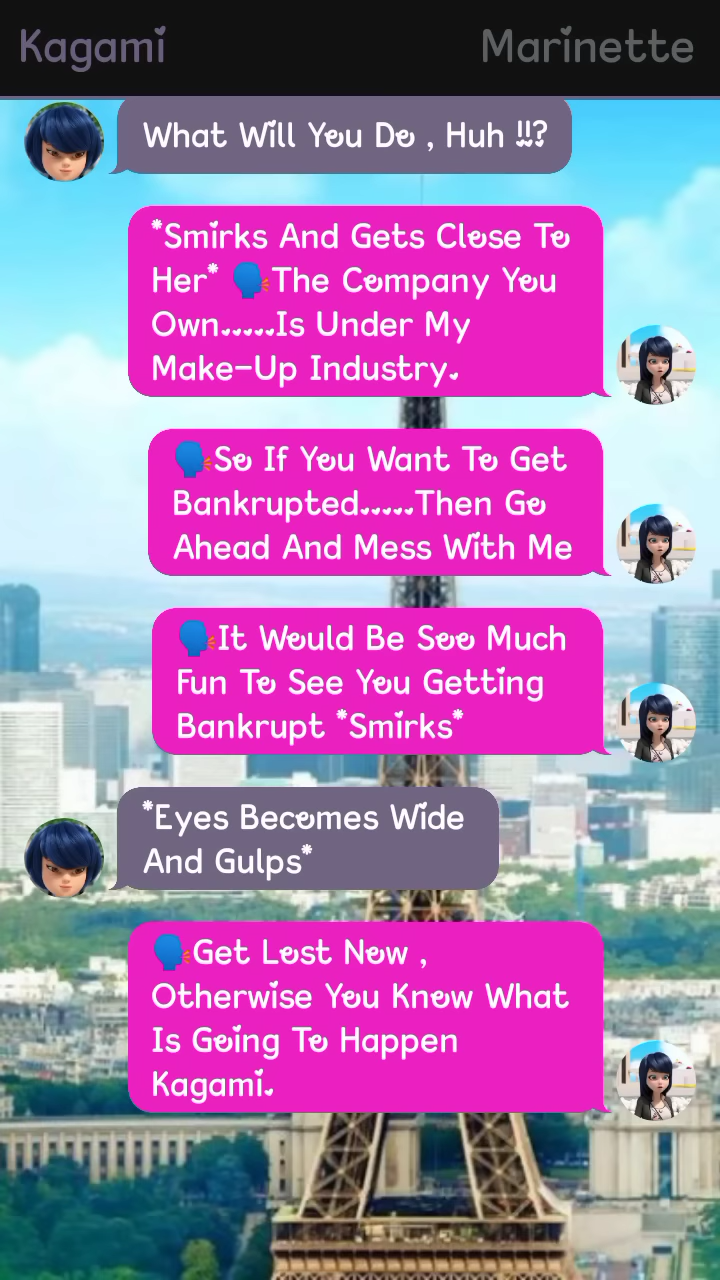 Kagami Marinette
What Will You Do , Huh !!?
*Smirks And Gets Close To
Her* 🗣️The Company You
Own.....Is Under My
Make-Up Industry.
🗣️So If You Want To Get
Bankrupted.....Then Go
Ahead And Mess With Me
🗣️It Would Be Soo Much
Fun To See You Getting
Bankrupt *Smirks*
*Eyes Becomes Wide
And Gulps*
🗣️Get Lost Now ,
Otherwise You Know What
Is Going To Happen
Kagami.